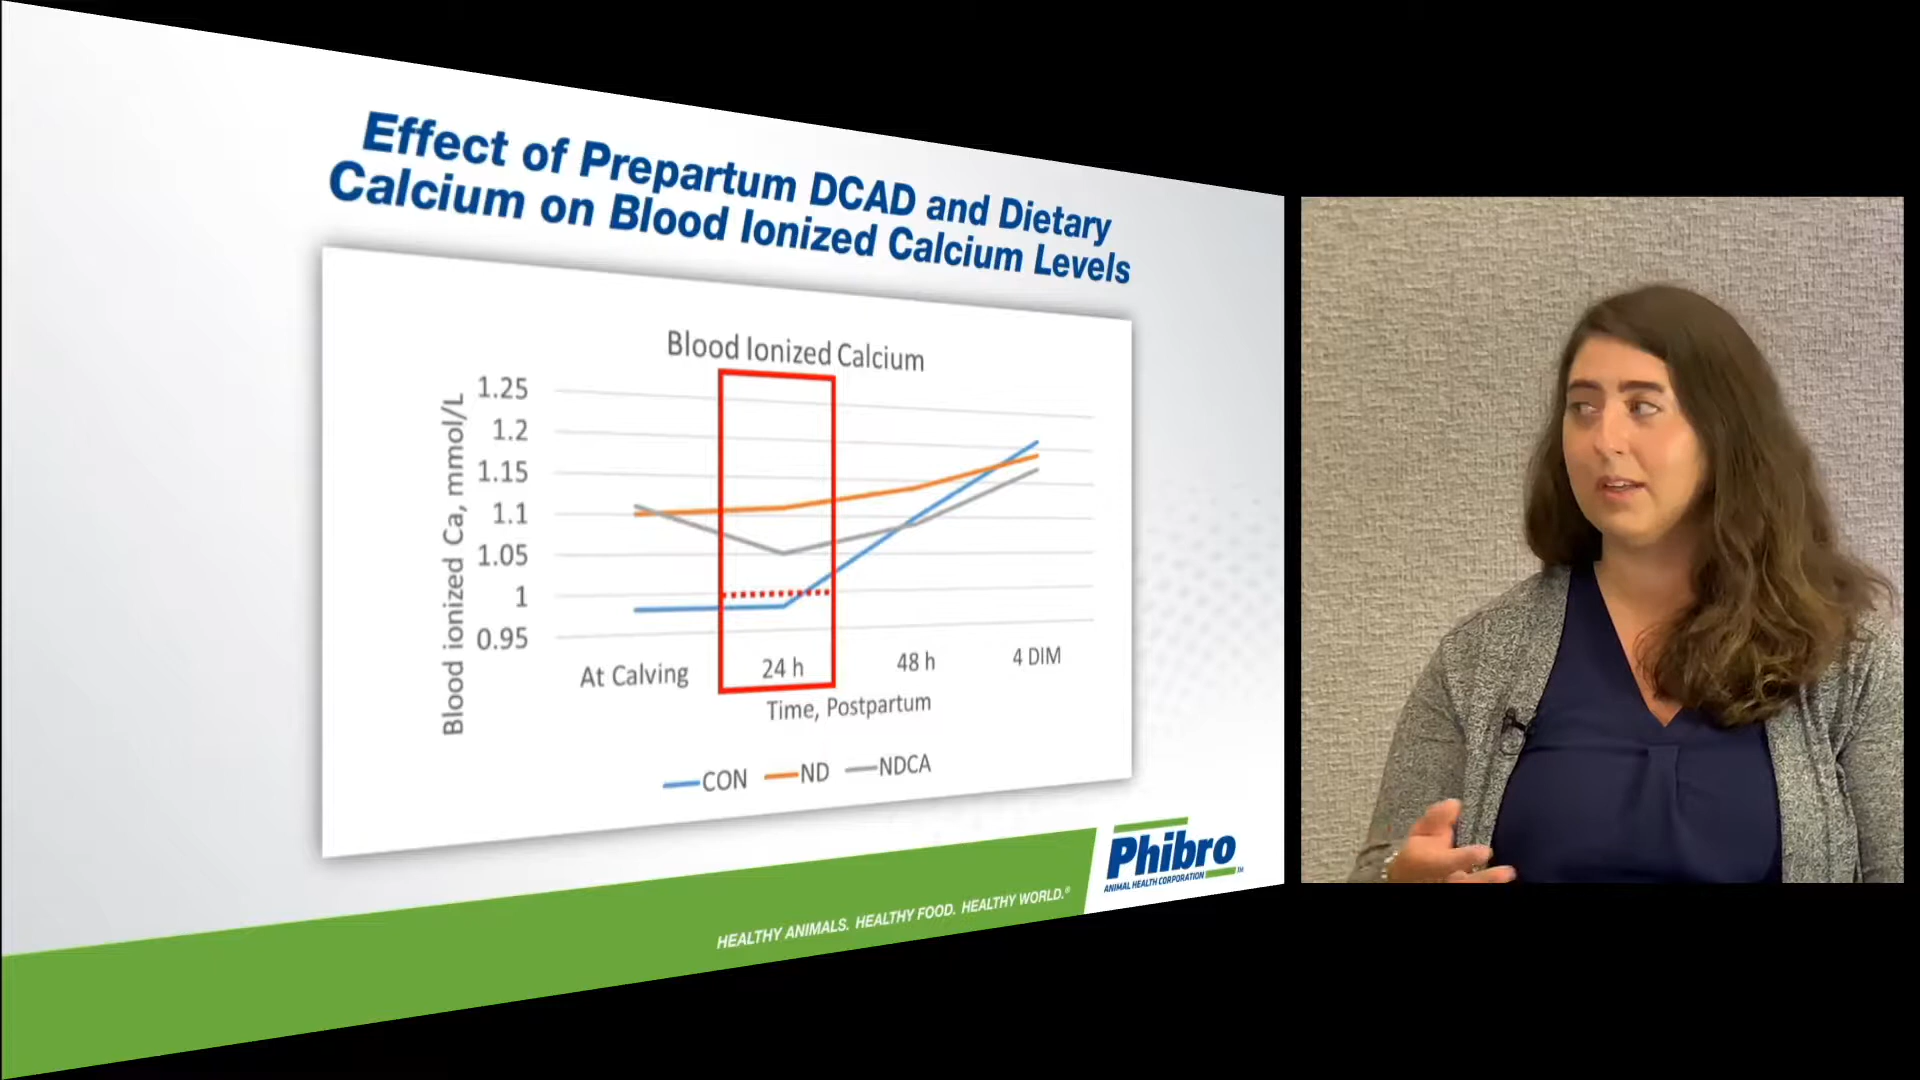 Effect of Prepartum DCAD and Dietary
Calcium on Blood Ionized Calcium Levels
Blood Ionized Calcium
Blood ionized Ca, mmol/L
1.25
1.2
1.15
1.1
1.05
1
0.95
At Calving 24 h 48 h 4 DIM
Time, Postpartum
CON ND NDCA
Phibro
ANIMAL HEALTH CORPORATION TM
HEALTHY ANIMALS. HEALTHY FOOD. HEALTHY WORLD.®